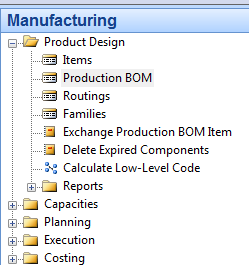 Manufacturing
Product Design
Items
Production BOM
Routings
Families
Exchange Production BOM Item
Delete Expired Components
Calculate Low-Level Code
Reports
Capacities
Planning
Execution
Costing